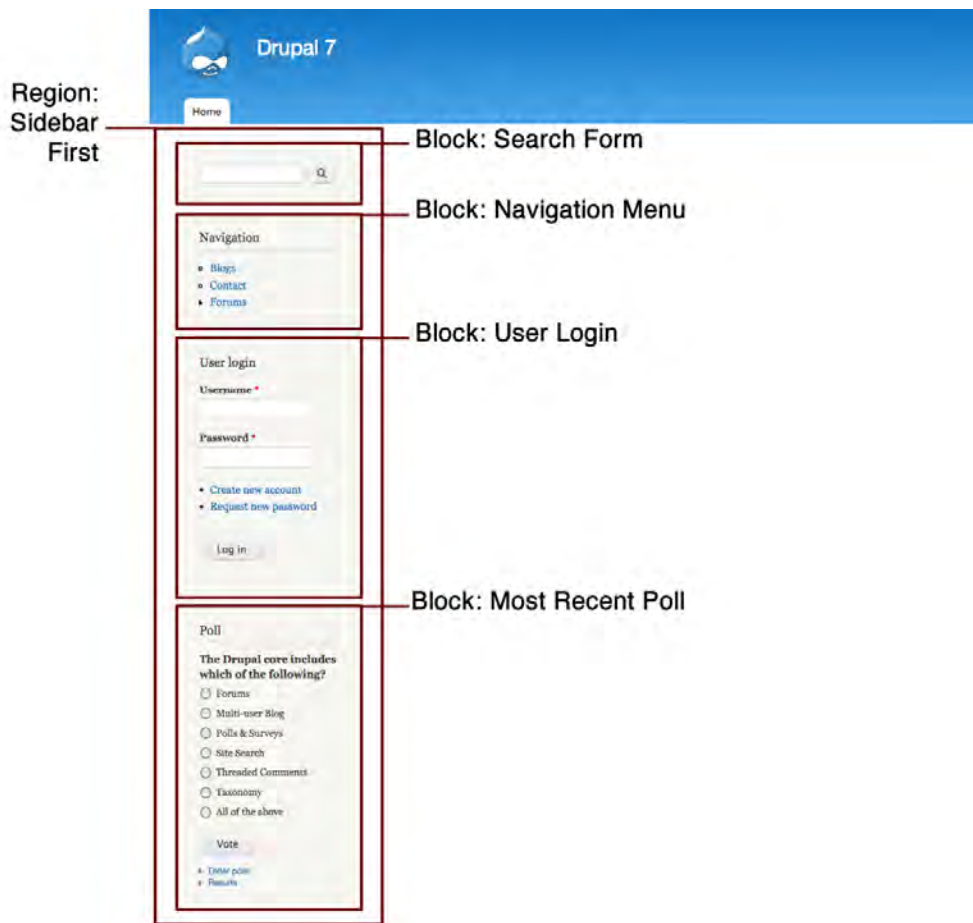 Drupal 7
Home
Region:
Sidebar
First
Block: Search Form
Block: Navigation Menu
Navigation
Blogs
Contact
Forums
Block: User Login
User login
Username *
Password *
Create new account
Request new password
Log in
Block: Most Recent Poll
Poll
The Drupal core includes
which of the following?
Forums
Multi-user Blog
Polls & Surveys
Site Search
Threaded Comments
Taxonomy
All of the above
Vote
Older polls
Results